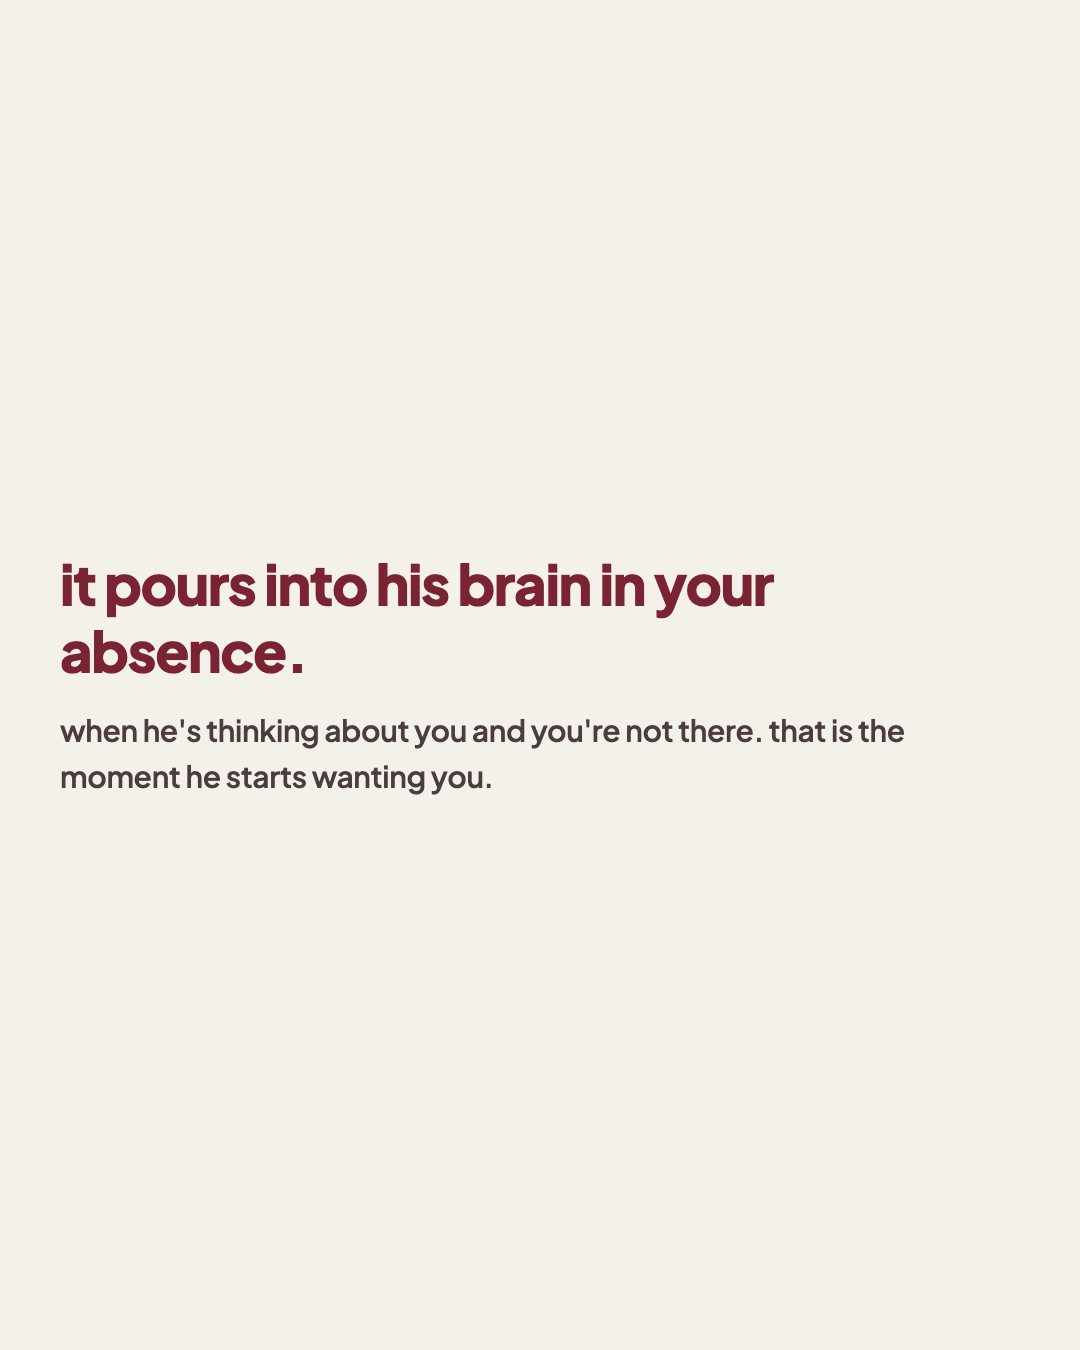 it pours into his brain in your
absence.
when he's thinking about you and you're not there. that is the
moment he starts wanting you.